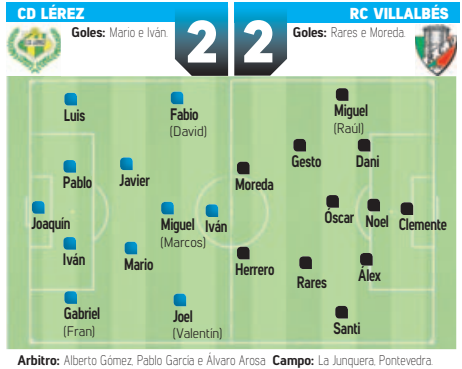 CD LÉREZ
RC VILLALBÉS
Goles: Mario e Iván.
2
2
Goles: Rares e Moreda.
Luis
Fabio
(David)
Miguel
(Raúl)
Gesto
Dani
Pablo
Javier
Moreda
Joaquín
Miguel
(Marcos)
Iván
Óscar
Noel
Clemente
Iván
Mario
Herrero
Rares
Álex
Gabriel
(Fran)
Joel
(Valentín)
Santi
Arbitro: Alberto Gómez, Pablo Garcia e Álvaro Arosa Campo: La Junquera, Pontevedra.